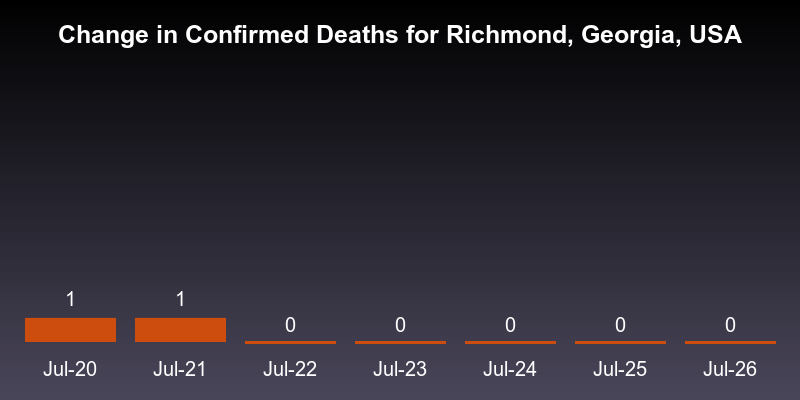 Change in Confirmed Deaths for Richmond, Georgia, USA
1 1 0 0 0 0 0
Jul-20 Jul-21 Jul-22 Jul-23 Jul-24 Jul-25 Jul-26